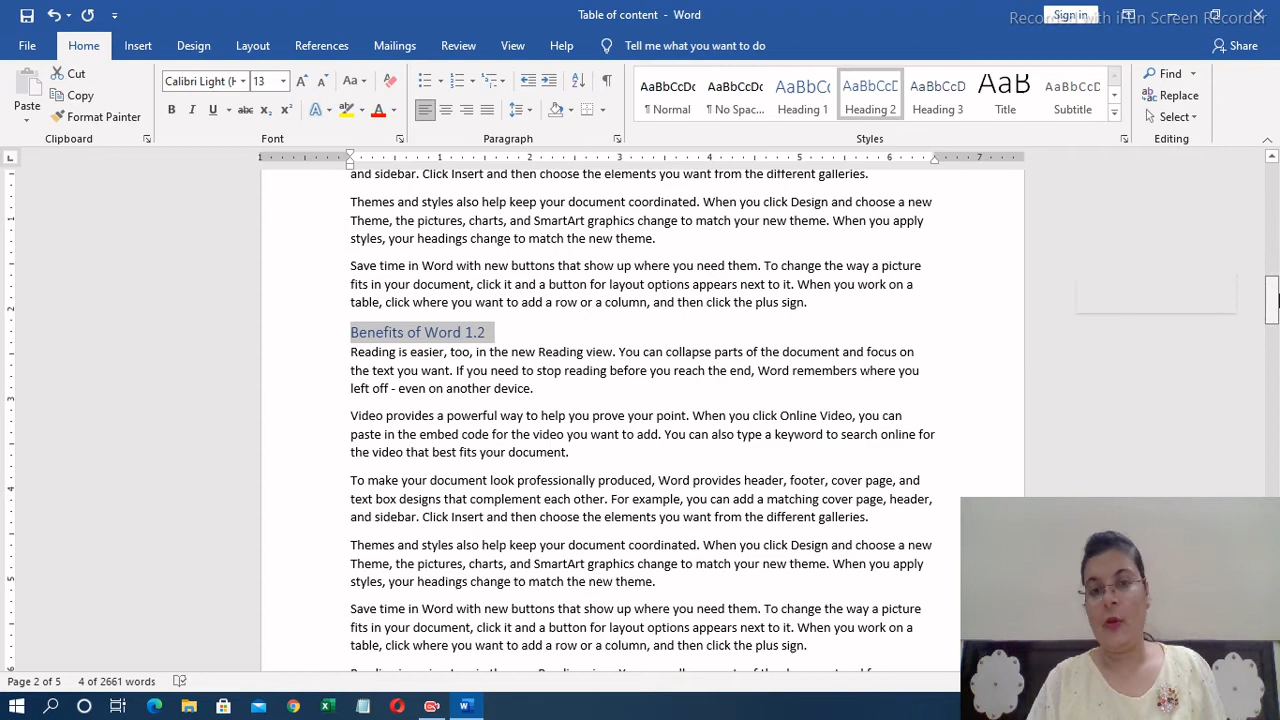 Table of content - Word
Sign in
Recorded with iFun Screen Recorder
File Home Insert Design Layout References Mailings Review View Help Tell me what you want to do Share
Cut
Copy
Format Painter
Paste
Clipboard
Calibri Light (H 13 Aa
B I U abc x₂ x² A A
Font
Paragraph
AaBbCcDc AaBbCcDc AaBbCc AaBbCcD AaBbCcD AaB AaBbCcD
¶ Normal ¶ No Spac... Heading 1 Heading 2 Heading 3 Title Subtitle
Styles
Find
Replace
Select
Editing
1 1 2 3 4 5 6 7
and sidebar. Click Insert and then choose the elements you want from the different galleries.
Themes and styles also help keep your document coordinated. When you click Design and choose a new
Theme, the pictures, charts, and SmartArt graphics change to match your new theme. When you apply
styles, your headings change to match the new theme.
Save time in Word with new buttons that show up where you need them. To change the way a picture
fits in your document, click it and a button for layout options appears next to it. When you work on a
table, click where you want to add a row or a column, and then click the plus sign.
Benefits of Word 1.2
Reading is easier, too, in the new Reading view. You can collapse parts of the document and focus on
the text you want. If you need to stop reading before you reach the end, Word remembers where you
left off - even on another device.
Video provides a powerful way to help you prove your point. When you click Online Video, you can
paste in the embed code for the video you want to add. You can also type a keyword to search online for
the video that best fits your document.
To make your document look professionally produced, Word provides header, footer, cover page, and
text box designs that complement each other. For example, you can add a matching cover page, header,
and sidebar. Click Insert and then choose the elements you want from the different galleries.
Themes and styles also help keep your document coordinated. When you click Design and choose a new
Theme, the pictures, charts, and SmartArt graphics change to match your new theme. When you apply
styles, your headings change to match the new theme.
Save time in Word with new buttons that show up where you need them. To change the way a picture
fits in your document, click it and a button for layout options appears next to it. When you work on a
table, click where you want to add a row or a column, and then click the plus sign.
Page 2 of 5 4 of 2661 words